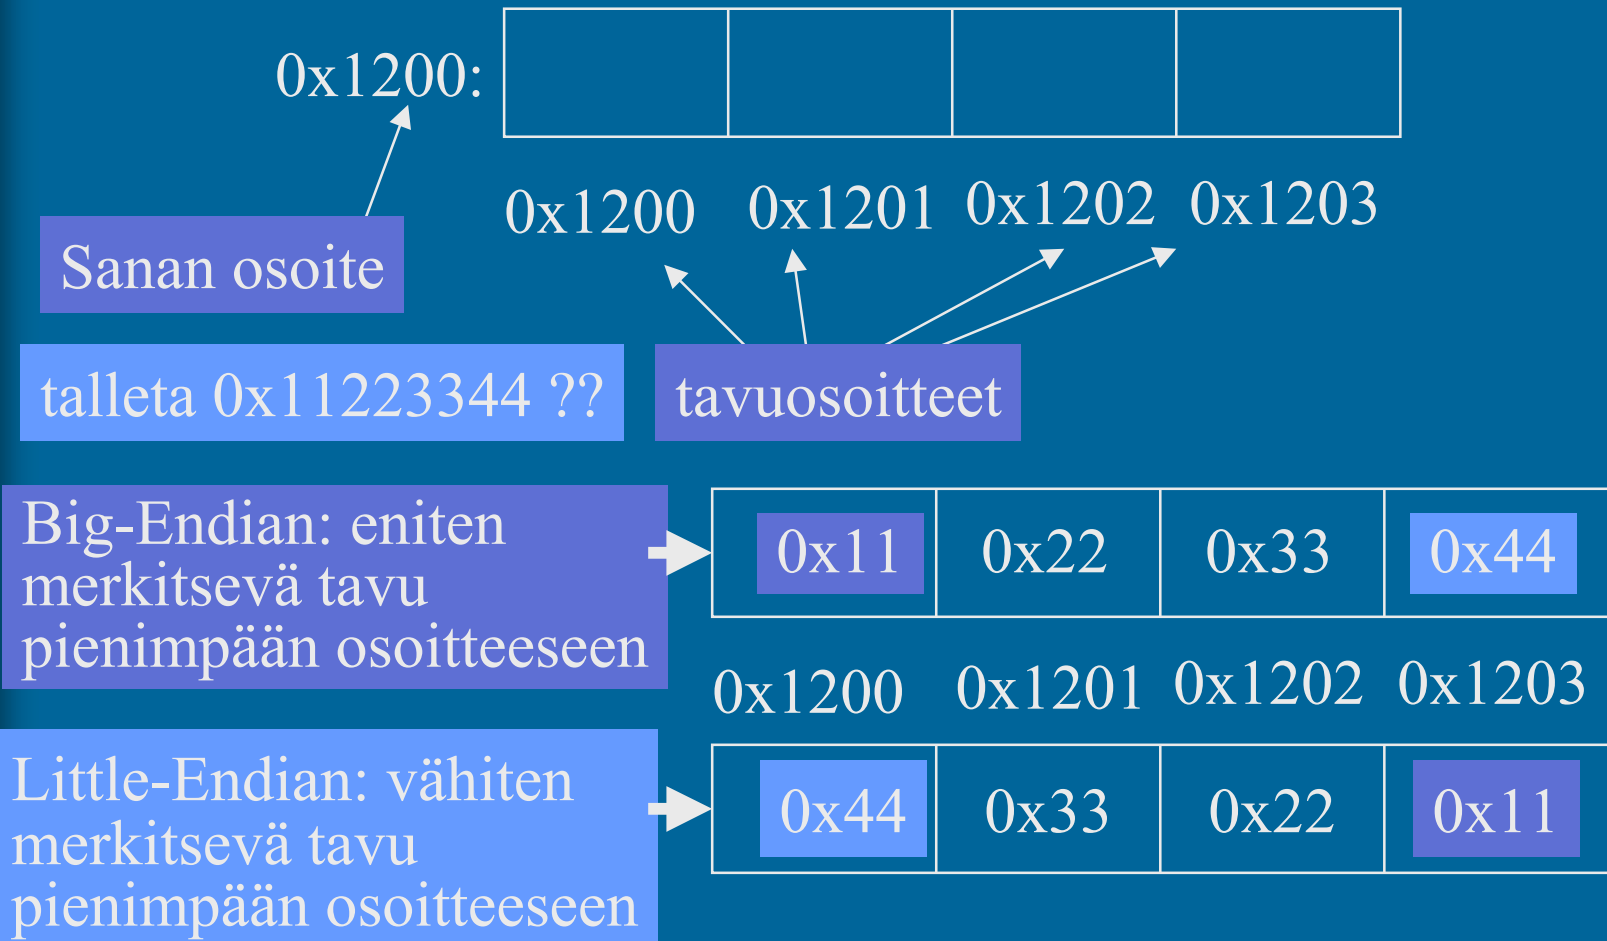 0x1200:
0x1200 0x1201 0x1202 0x1203
Sanan osoite
talleta 0x11223344 ??
tavuosoitteet
Big-Endian: eniten
merkitsevä tavu
pienimpään osoitteeseen
0x11 0x22 0x33 0x44
0x1200 0x1201 0x1202 0x1203
Little-Endian: vähiten
merkitsevä tavu
pienimpään osoitteeseen
0x44 0x33 0x22 0x11